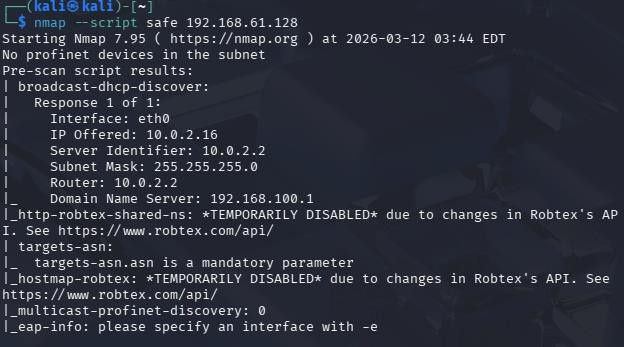 ┌──(kali㉿kali)-[~]
└─$ nmap --script safe 192.168.61.128
Starting Nmap 7.95 ( https://nmap.org ) at 2026-03-12 03:44 EDT
No profinet devices in the subnet
Pre-scan script results:
| broadcast-dhcp-discover:
|   Response 1 of 1:
|     Interface: eth0
|     IP Offered: 10.0.2.16
|     Server Identifier: 10.0.2.2
|     Subnet Mask: 255.255.255.0
|     Router: 10.0.2.2
|_    Domain Name Server: 192.168.100.1
|_http-robtex-shared-ns: *TEMPORARILY DISABLED* due to changes in Robtex's AP
I. See https://www.robtex.com/api/
| targets-asn:
|_  targets-asn.asn is a mandatory parameter
|_hostmap-robtex: *TEMPORARILY DISABLED* due to changes in Robtex's API. See
https://www.robtex.com/api/
|_multicast-profinet-discovery: 0
|_eap-info: please specify an interface with -e